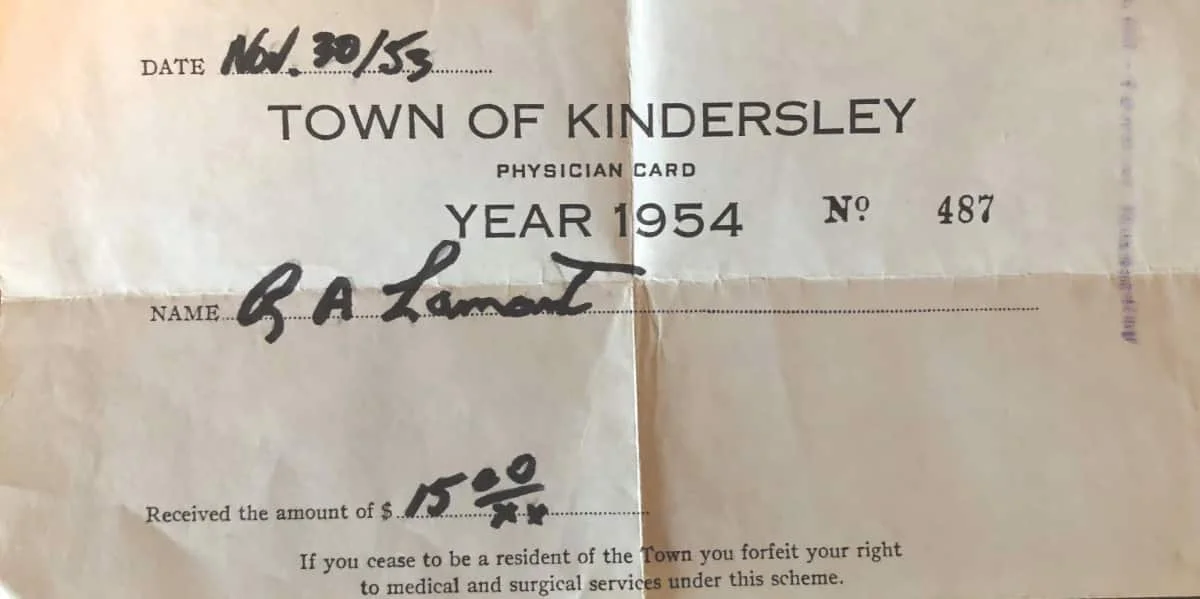 DATE Nov. 30/53
TOWN OF KINDERSLEY
PHYSICIAN CARD
YEAR 1954 Nº 487
NAME R A Lamont
Received the amount of $ 15 00/xx
If you cease to be a resident of the Town you forfeit your right
to medical and surgical services under this scheme.